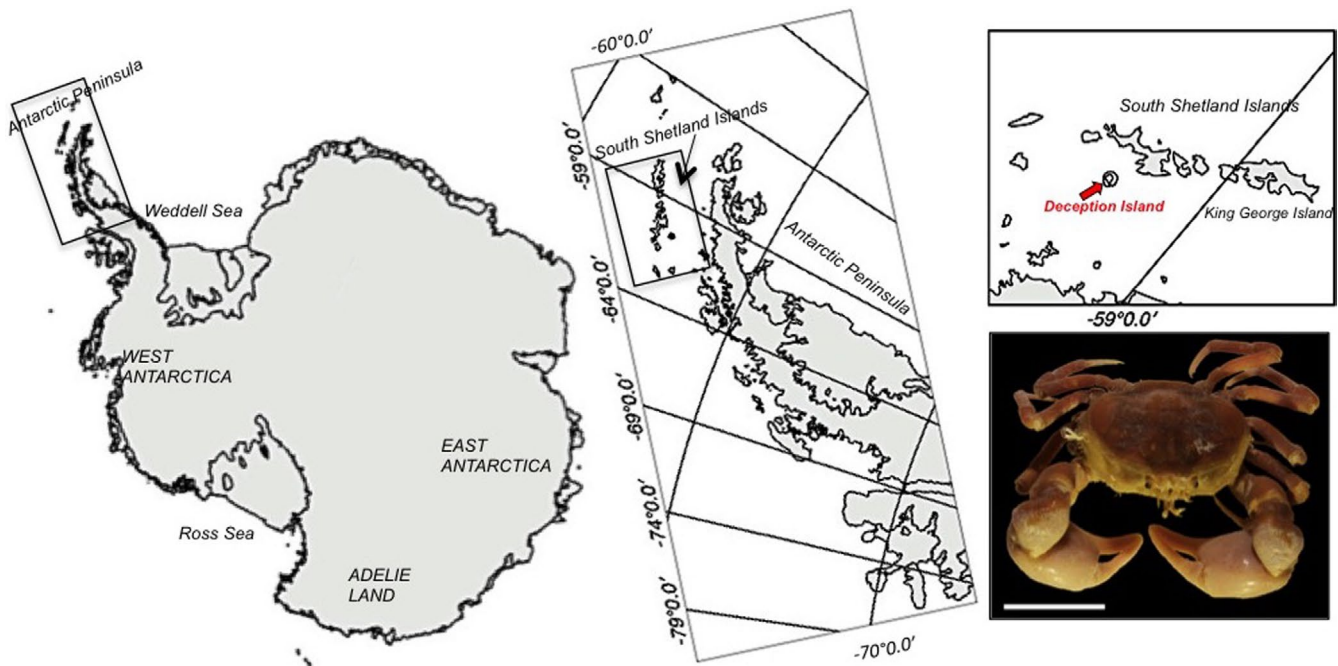 Antarctic Peninsula
Weddell Sea
WEST
ANTARCTICA
EAST
ANTARCTICA
Ross Sea
ADELIE
LAND
-60°0.0'
South Shetland Islands
-59°0.0'
Antarctic Peninsula
-64°0.0'
-69°0.0'
-74°0.0'
-79°0.0'
-70°0.0'
South Shetland Islands
Deception Island
King George Island
-59°0.0'